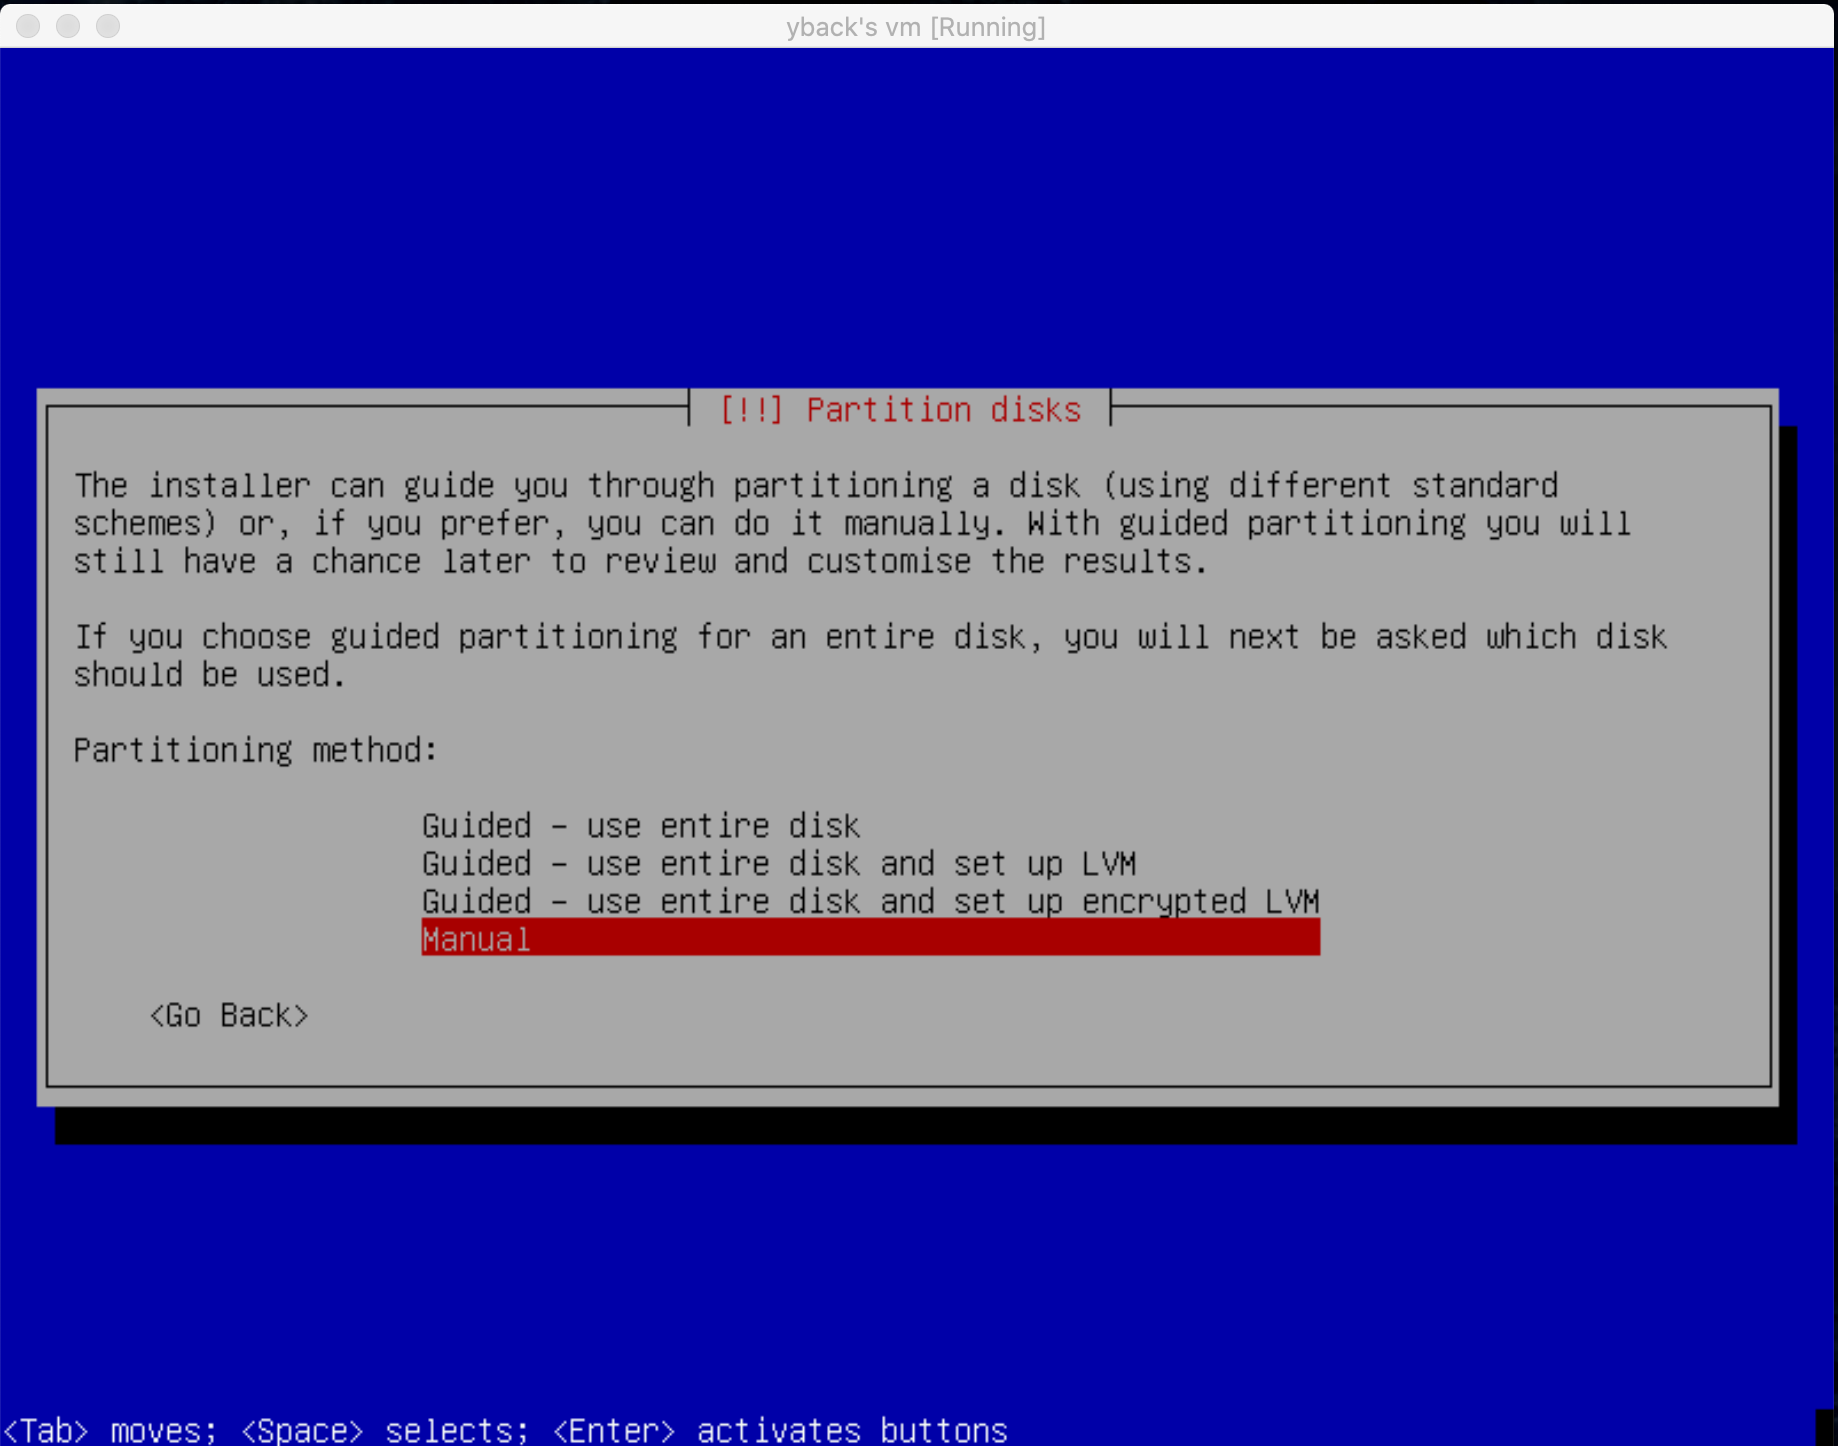 yback's vm [Running]
[!!] Partition disks
The installer can guide you through partitioning a disk (using different standard
schemes) or, if you prefer, you can do it manually. With guided partitioning you will
still have a chance later to review and customise the results.
If you choose guided partitioning for an entire disk, you will next be asked which disk
should be used.
Partitioning method:
Guided - use entire disk
Guided - use entire disk and set up LVM
Guided - use entire disk and set up encrypted LVM
Manual
<Go Back>
<Tab> moves; <Space> selects; <Enter> activates buttons